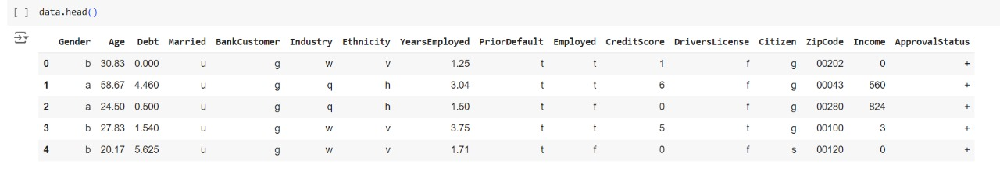 [ ] data.head()
Gender Age Debt Married BankCustomer Industry Ethnicity YearsEmployed PriorDefault Employed CreditScore DriversLicense Citizen ZipCode Income ApprovalStatus
0 b 30.83 0.000 u g w v 1.25 t t 1 f g 00202 0 +
1 a 58.67 4.460 u g q h 3.04 t t 6 f g 00043 560 +
2 a 24.50 0.500 u g q h 1.50 t f 0 f g 00280 824 +
3 b 27.83 1.540 u g w v 3.75 t t 5 t g 00100 3 +
4 b 20.17 5.625 u g w v 1.71 t f 0 f s 00120 0 +